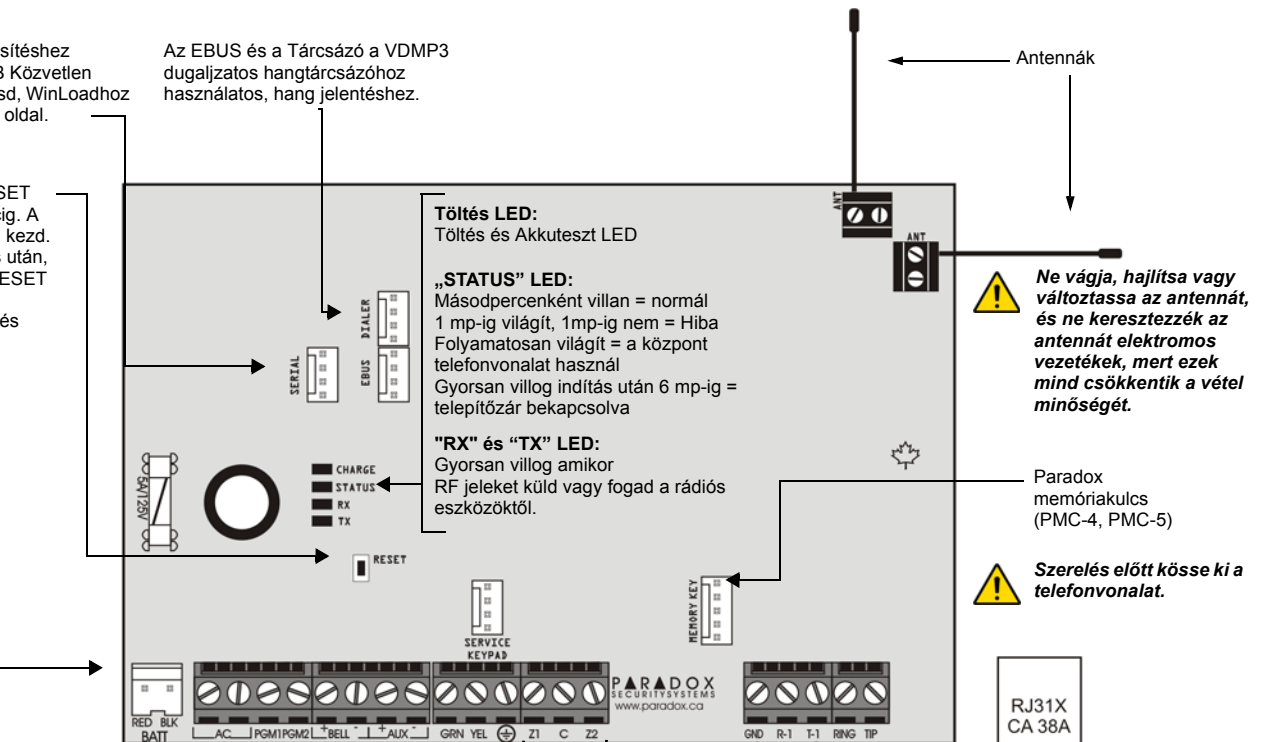 sítéshez
3 Közvetlen
sd, WinLoadhoz
oldal.
Az EBUS és a Tárcsázó a VDMP3
dugaljzatos hangtárcsázóhoz
használatos, hang jelentéshez.
Antennák
SET
cig. A
kezd.
s után,
ESET
és
Töltés LED:
Töltés és Akkuteszt LED
„STATUS” LED:
Másodpercenként villan = normál
1 mp-ig világít, 1mp-ig nem = Hiba
Folyamatosan világít = a központ
telefonvonalat használ
Gyorsan villog indítás után 6 mp-ig =
telepítőzár bekapcsolva
"RX" és “TX” LED:
Gyorsan villog amikor
RF jeleket küld vagy fogad a rádiós
eszközöktől.
ANT
ANT
Ne vágja, hajlítsa vagy
változtassa az antennát,
és ne keresztezzék az
antennát elektromos
vezetékek, mert ezek
mind csökkentik a vétel
minőségét.
DIALER
SERIAL
EBUS
5A/125V
CHARGE
STATUS
RX
TX
RESET
Paradox
memóriakulcs
(PMC-4, PMC-5)
Szerelés előtt kösse ki a
telefonvonalat.
SERVICE
KEYPAD
MEMORY KEY
PARADOX
SECURITY SYSTEMS
www.paradox.ca
RJ31X
CA 38A
RED BLK
BATT
AC PGM1 PGM2 + BELL - + AUX - GRN YEL Z1 C Z2
GND R-1 T-1 RING TIP